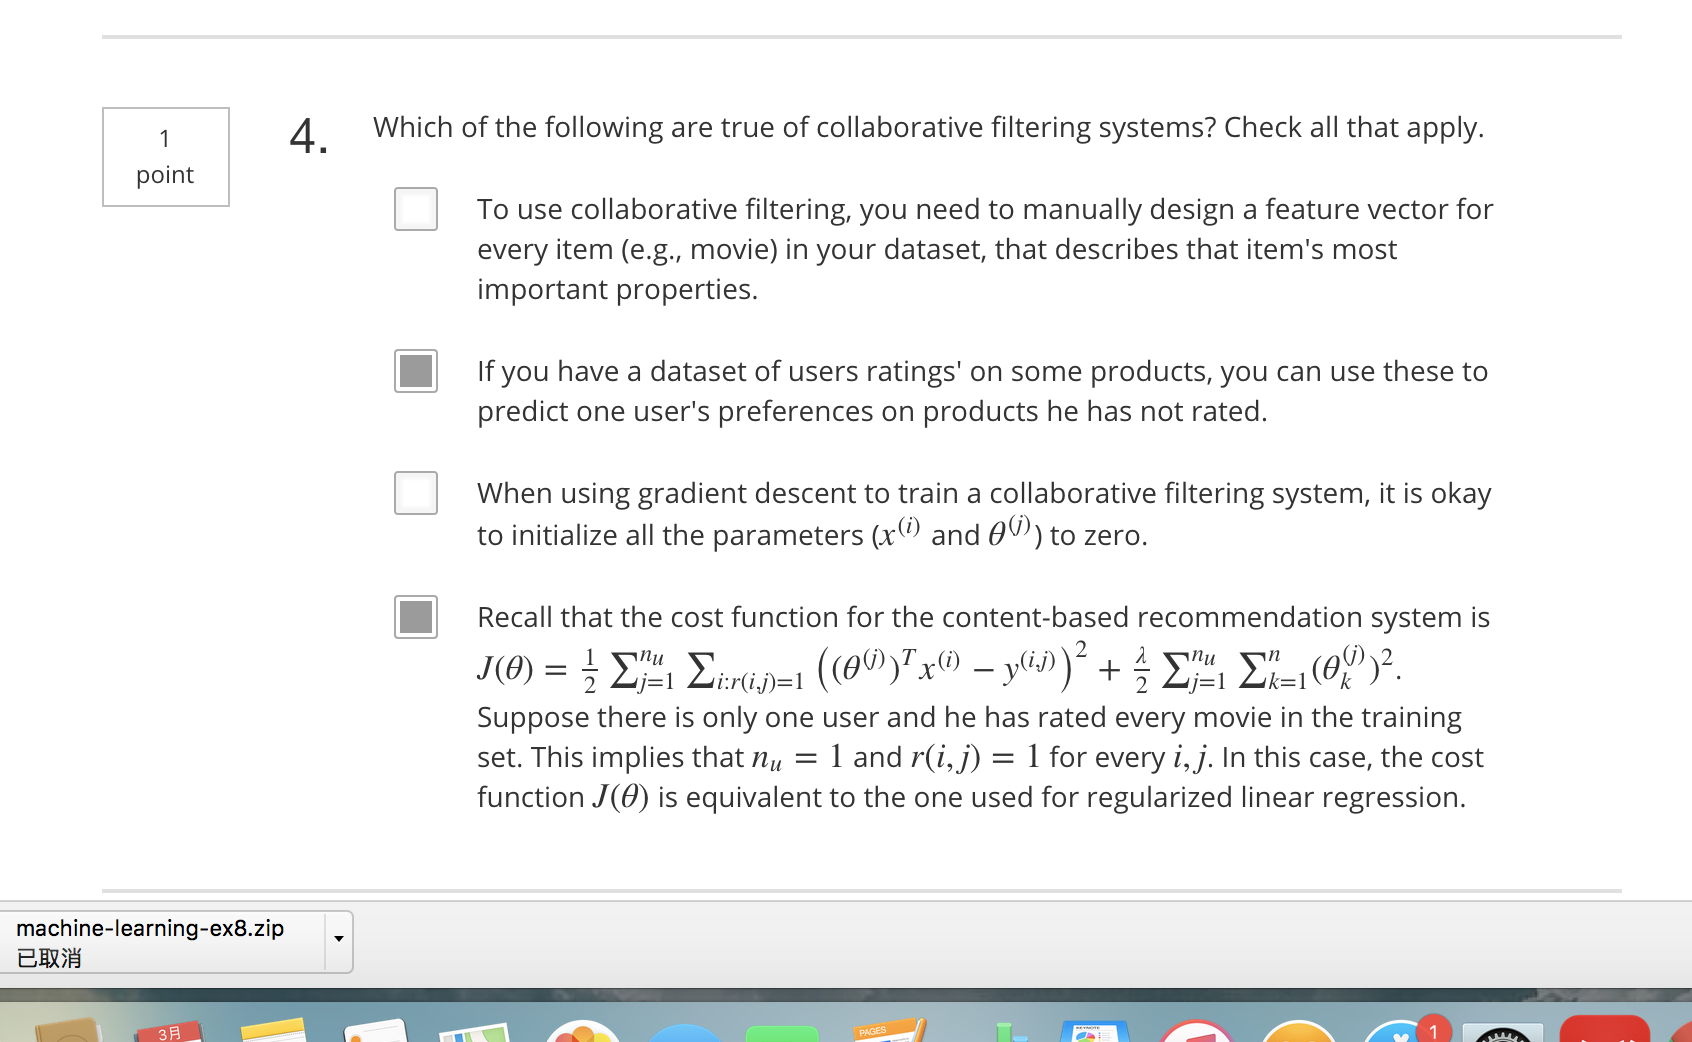 1
point
4.
Which of the following are true of collaborative filtering systems? Check all that apply.
To use collaborative filtering, you need to manually design a feature vector for
every item (e.g., movie) in your dataset, that describes that item's most
important properties.
If you have a dataset of users ratings' on some products, you can use these to
predict one user's preferences on products he has not rated.
When using gradient descent to train a collaborative filtering system, it is okay
to initialize all the parameters (x^(i) and θ^(j)) to zero.
Recall that the cost function for the content-based recommendation system is
J(θ) = 1/2 ∑_{j=1}^{n_u} ∑_{i:r(i,j)=1} ((θ^(j))^T x^(i) − y^(i,j))^2 + λ/2 ∑_{j=1}^{n_u} ∑_{k=1}^{n} (θ_k^(j))^2.
Suppose there is only one user and he has rated every movie in the training
set. This implies that n_u = 1 and r(i, j) = 1 for every i, j. In this case, the cost
function J(θ) is equivalent to the one used for regularized linear regression.
machine-learning-ex8.zip
已取消
3月
PAGES
KEYNOTE
1